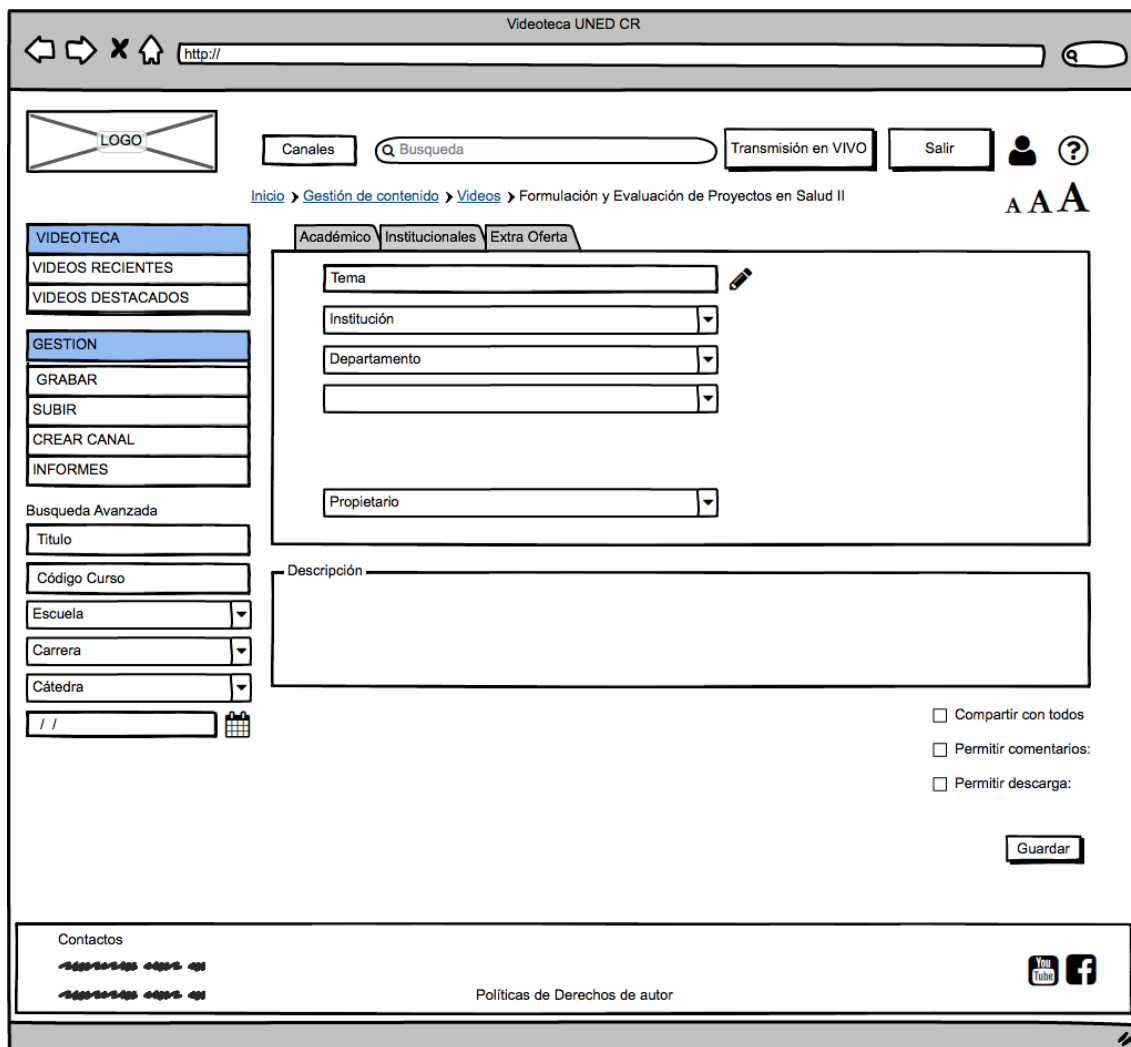 Videoteca UNED CR
http://
LOGO
Canales
Busqueda
Transmisión en VIVO
Salir
Inicio Gestión de contenido Videos Formulación y Evaluación de Proyectos en Salud II
A A A
VIDEOTECA
VIDEOS RECIENTES
VIDEOS DESTACADOS
GESTION
GRABAR
SUBIR
CREAR CANAL
INFORMES
Busqueda Avanzada
Titulo
Código Curso
Escuela
Carrera
Cátedra
/ /
Académico Institucionales Extra Oferta
Tema
Institución
Departamento
Propietario
Descripción
Compartir con todos
Permitir comentarios:
Permitir descarga:
Guardar
Contactos
Políticas de Derechos de autor
You
Tube
f